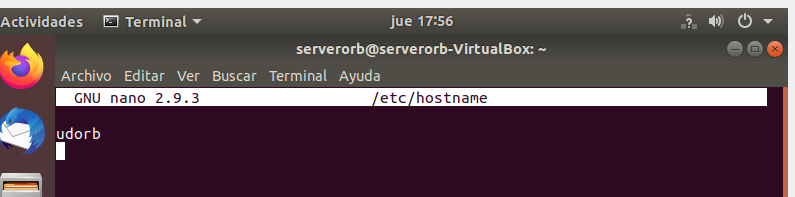 Actividades Terminal jue 17:56
serverorb@serverorb-VirtualBox: ~
Archivo Editar Ver Buscar Terminal Ayuda
GNU nano 2.9.3 /etc/hostname
udorb